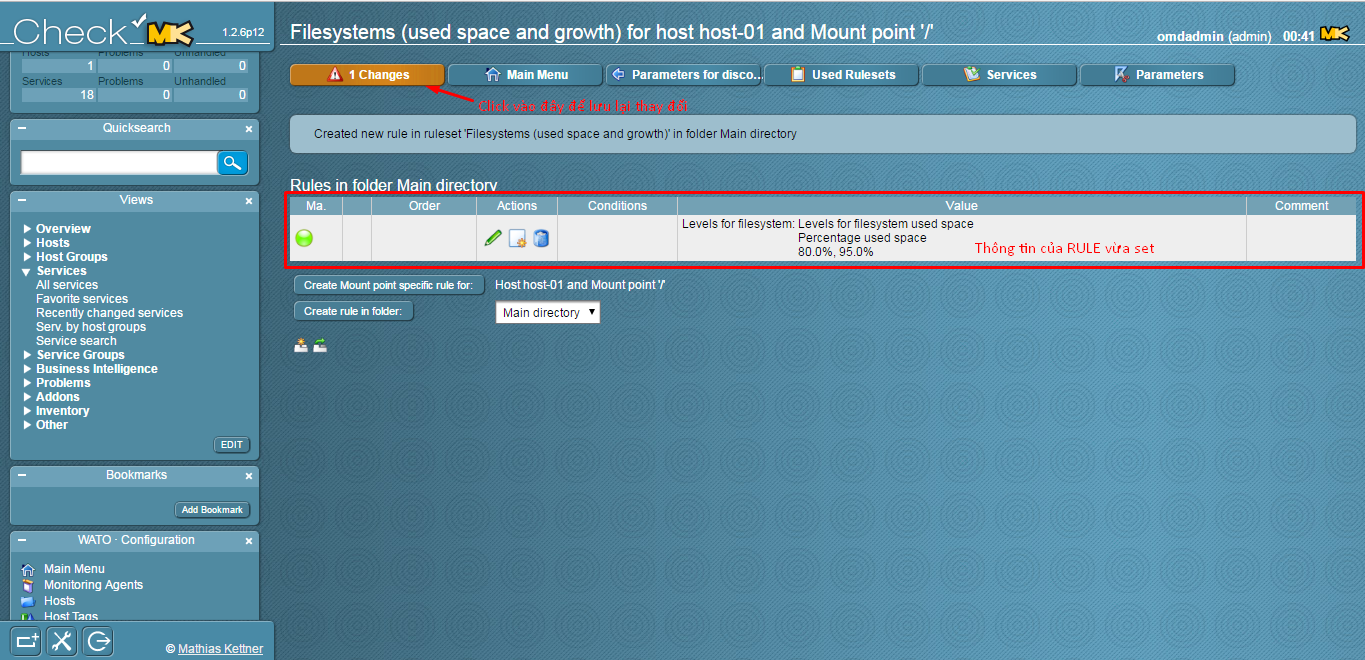 Check MK 1.2.6p12
Hosts Problems Unhandled
1 0 0
Services Problems Unhandled
18 0 0
Quicksearch
Views
Overview
Hosts
Host Groups
Services
All services
Favorite services
Recently changed services
Serv. by host groups
Service search
Service Groups
Business Intelligence
Problems
Addons
Inventory
Other
EDIT
Bookmarks
Add Bookmark
WATO · Configuration
Main Menu
Monitoring Agents
Hosts
Host Tags
© Mathias Kettner
Filesystems (used space and growth) for host host-01 and Mount point '/'
omdadmin (admin) 00:41 MK
1 Changes Main Menu Parameters for disco... Used Rulesets Services Parameters
Click vào đây để lưu lại thay đổi
Created new rule in ruleset 'Filesystems (used space and growth)' in folder Main directory
Rules in folder Main directory
Ma. Order Actions Conditions Value Comment
Levels for filesystem: Levels for filesystem used space
Percentage used space
80.0%, 95.0%
Thông tin của RULE vừa set
Create Mount point specific rule for: Host host-01 and Mount point '/'
Create rule in folder: Main directory